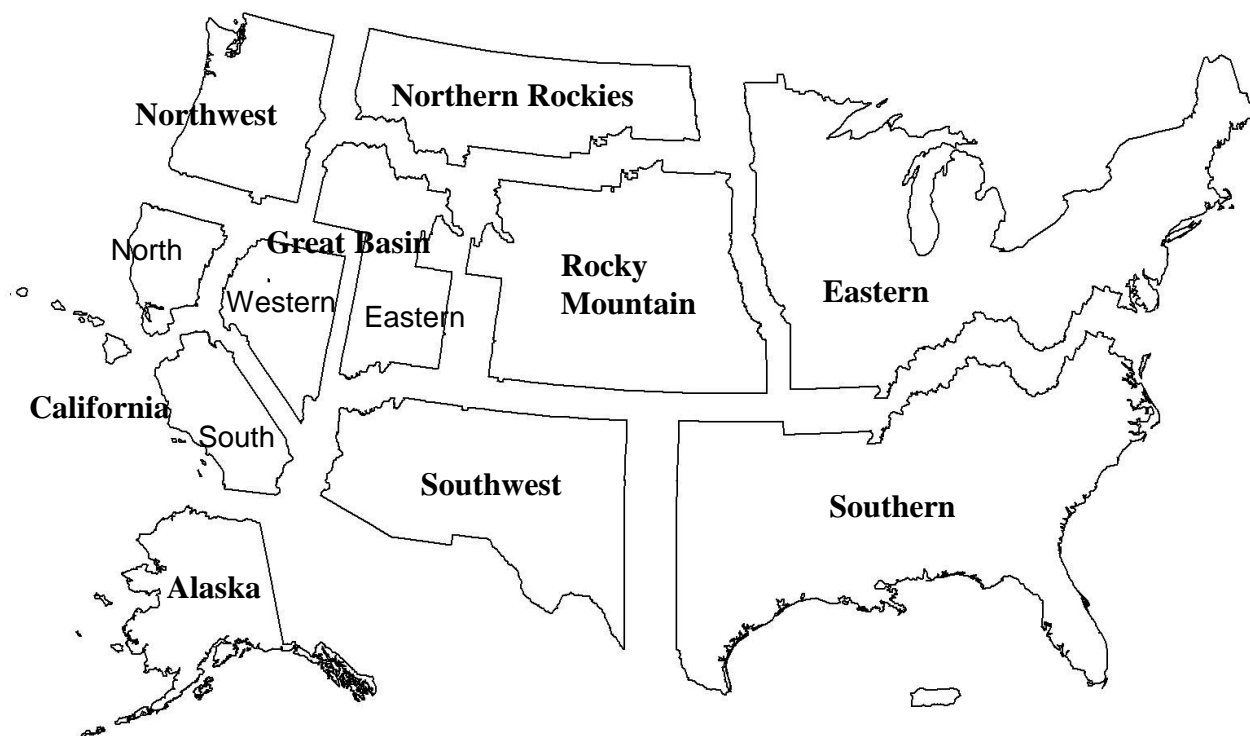 Northern Rockies
Northwest
North
Great Basin
Rocky
Mountain
Western
Eastern
Eastern
California
South
Southwest
Southern
Alaska